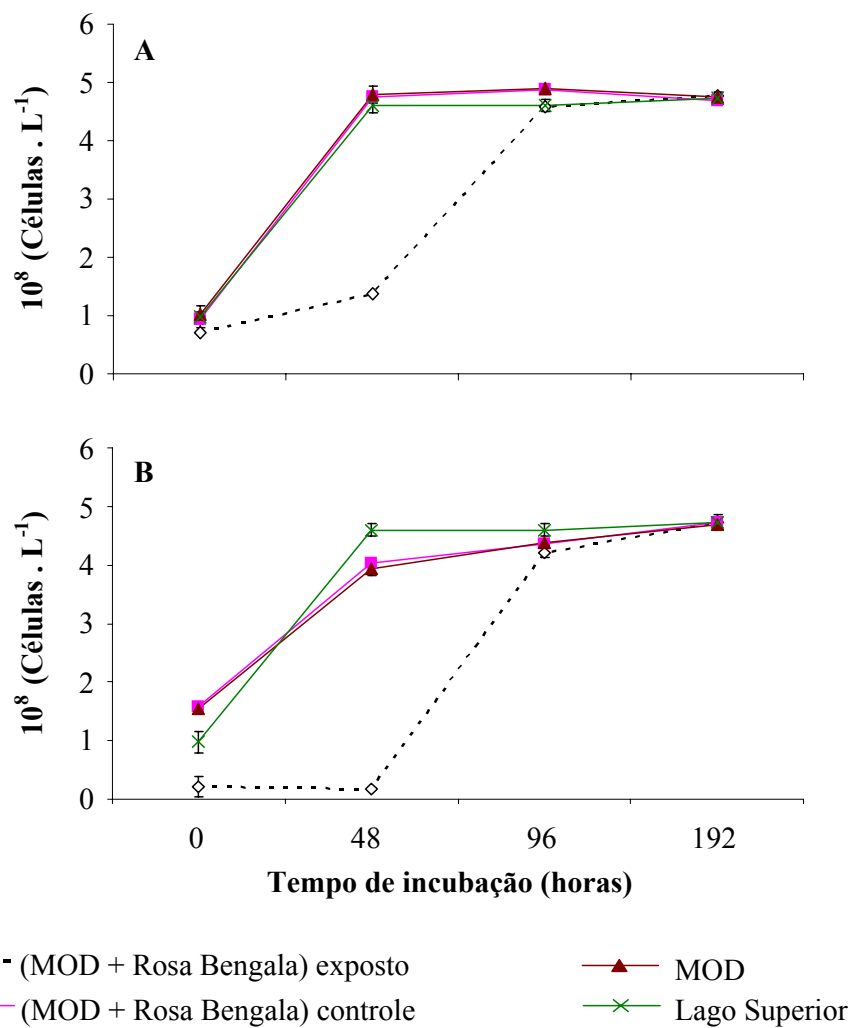 6
A
5
4
3
2
1
0
10⁸ (Células . L⁻¹)
6
B
5
4
3
2
1
0
10⁸ (Células . L⁻¹)
0 48 96 192
Tempo de incubação (horas)
(MOD + Rosa Bengala) exposto
MOD
(MOD + Rosa Bengala) controle
Lago Superior